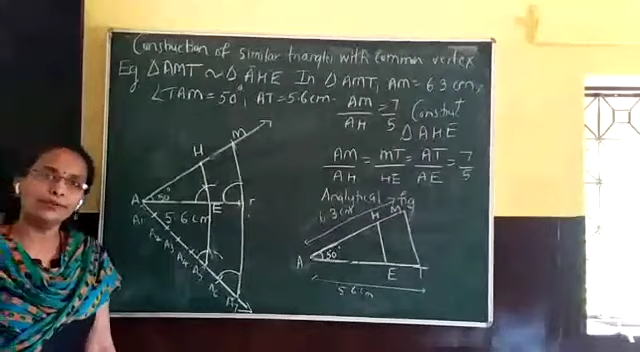 Construction of similar triangles with common vertex
Eg ΔAMT ~ ΔAHE In ΔAMT, AM = 6.3 cm,
∠TAM = 50°, AT = 5.6 cm. AM/AH = 7/5 Construct
ΔAHE
AM/AH = MT/HE = AT/AE = 7/5
Analytical fig
M
H
A 50° E T
5.6 cm
A1
A2
A3
A4
A5
A6
A7
6.3 cm
H M
A 50°
E
5.6 cm